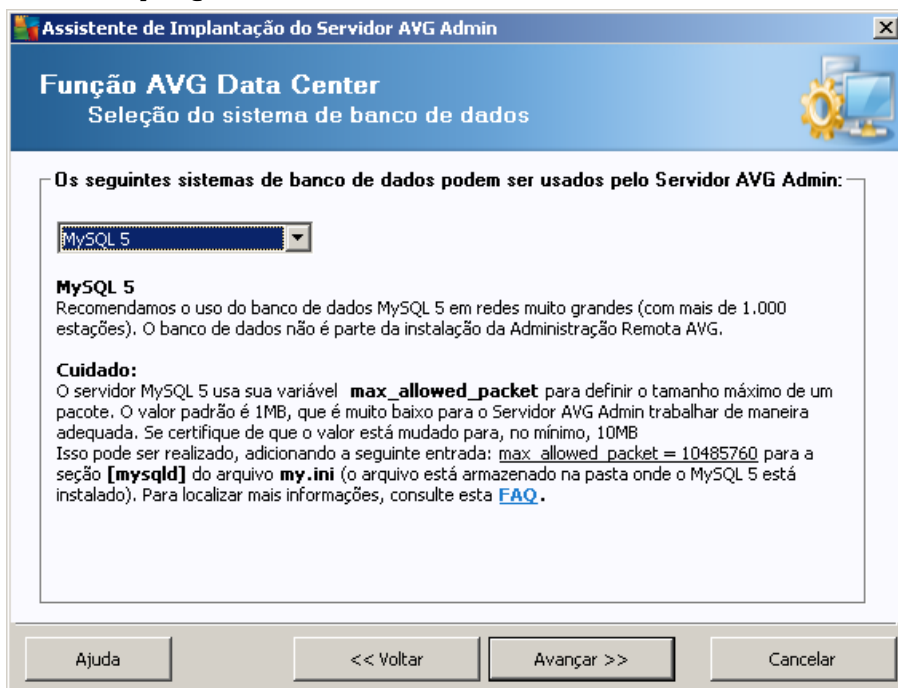 Assistente de Implantação do Servidor AVG Admin
Função AVG Data Center
Seleção do sistema de banco de dados
Os seguintes sistemas de banco de dados podem ser usados pelo Servidor AVG Admin:
MySQL 5
MySQL 5
Recomendamos o uso do banco de dados MySQL 5 em redes muito grandes (com mais de 1.000
estações). O banco de dados não é parte da instalação da Administração Remota AVG.
Cuidado:
O servidor MySQL 5 usa sua variável max_allowed_packet para definir o tamanho máximo de um
pacote. O valor padrão é 1MB, que é muito baixo para o Servidor AVG Admin trabalhar de maneira
adequada. Se certifique de que o valor está mudado para, no mínimo, 10MB
Isso pode ser realizado, adicionando a seguinte entrada: max_allowed_packet = 10485760 para a
seção [mysqld] do arquivo my.ini (o arquivo está armazenado na pasta onde o MySQL 5 está
instalado). Para localizar mais informações, consulte esta FAQ.
Ajuda
<< Voltar
Avançar >>
Cancelar